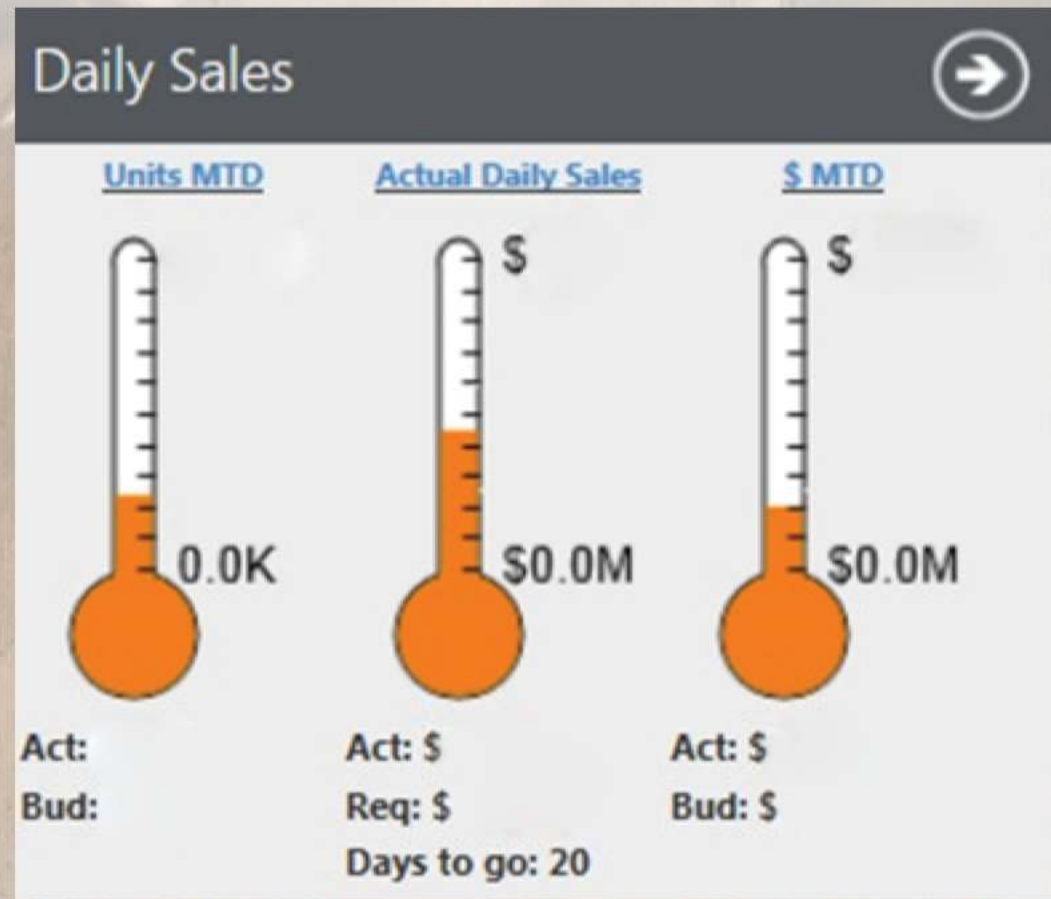 Daily Sales
Units MTD
Actual Daily Sales
$ MTD
$
$
0.0K
$0.0M
$0.0M
Act:
Act: $
Act: $
Bud:
Req: $
Bud: $
Days to go: 20